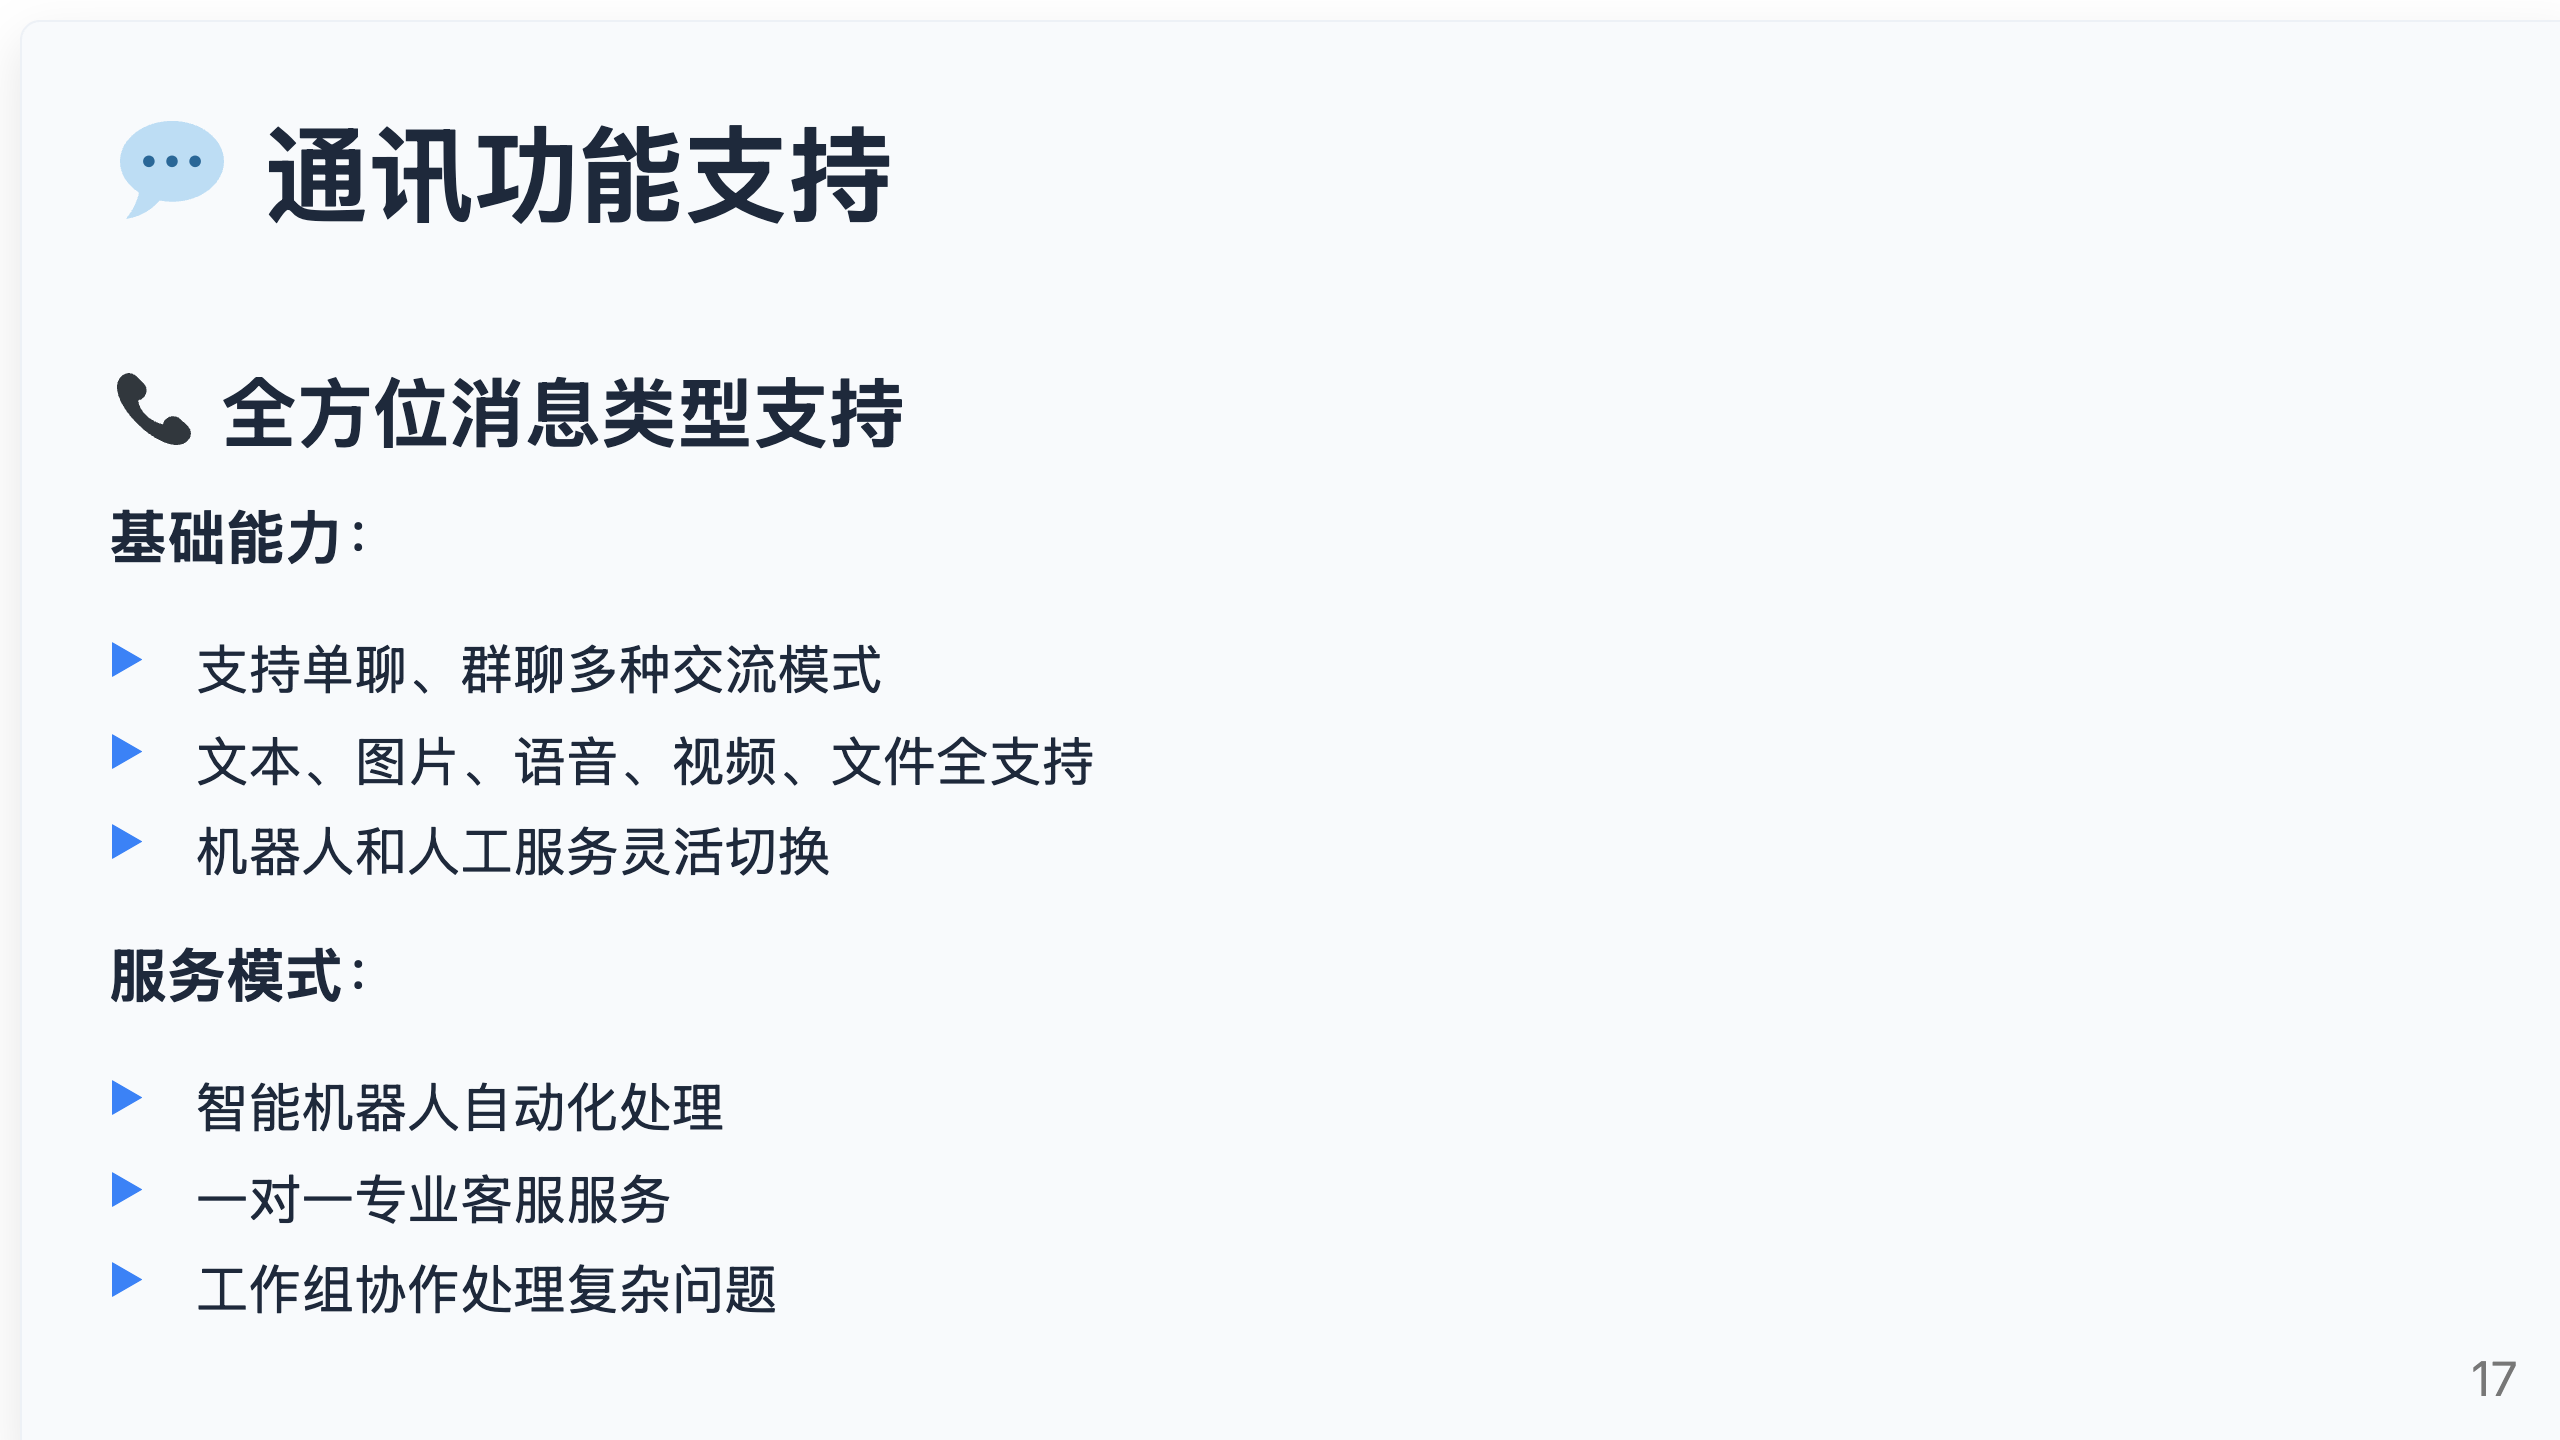 💬 通讯功能支持
📞 全方位消息类型支持
基础能力：
支持单聊、群聊多种交流模式
文本、图片、语音、视频、文件全支持
机器人和人工服务灵活切换
服务模式：
智能机器人自动化处理
一对一专业客服服务
工作组协作处理复杂问题
17